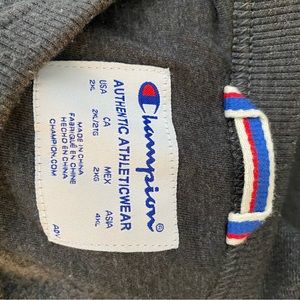 Champion®
AUTHENTIC ATHLETICWEAR
USA CA MEX ASIA
2XL 2XL/2TG 2XG 4XL
MADE IN CHINA
FABRIQUÉ EN CHINE
HECHO EN CHINA
CHAMPION.COM
ADV